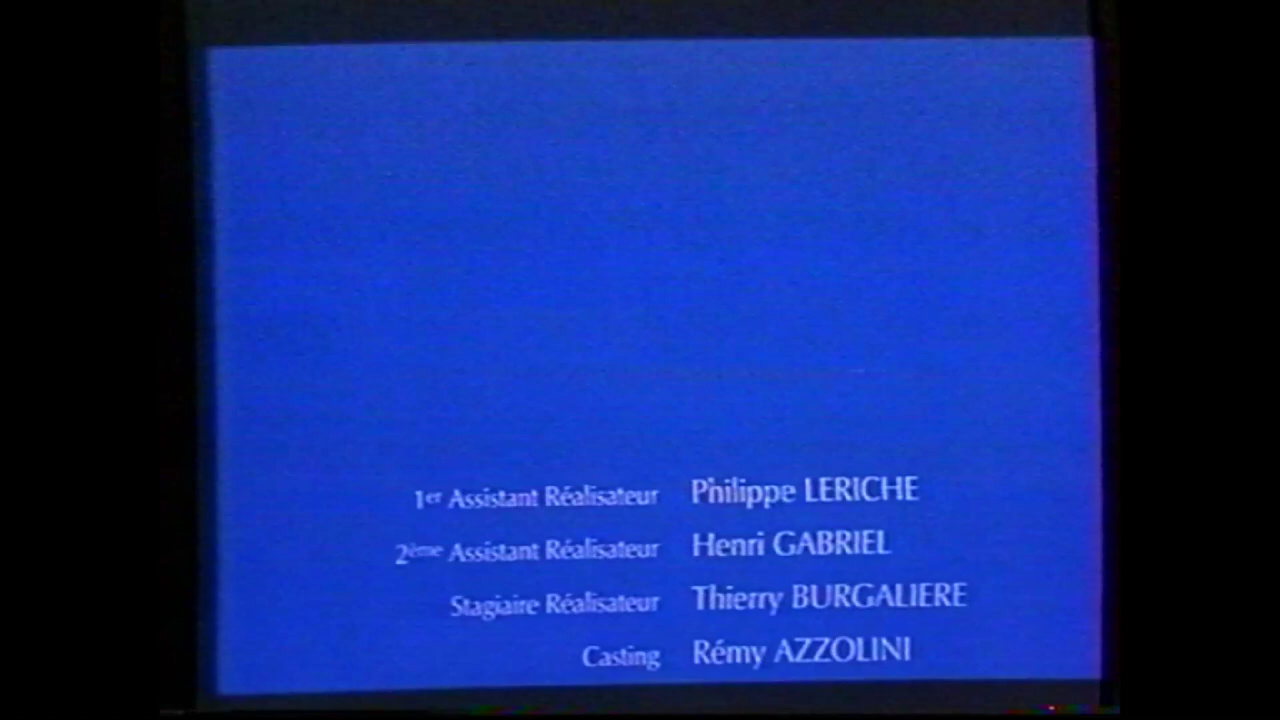 1er Assistant Réalisateur Philippe LERICHE
2ème Assistant Réalisateur Henri GABRIEL
Stagiaire Réalisateur Thierry BURGALIERE
Casting Rémy AZZOLINI